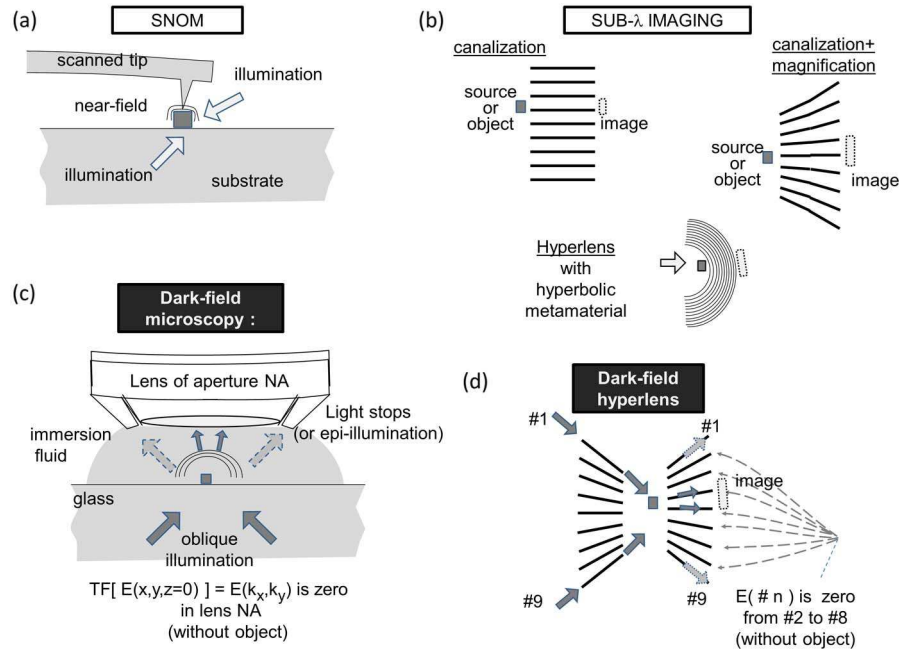 (a)
SNOM
scanned tip
illumination
near-field
illumination
substrate
(b)
SUB-λ IMAGING
canalization
source
or
object
image
canalization+
magnification
source
or
object
image
Hyperlens
with
hyperbolic
metamaterial
(c)
Dark-field
microscopy :
Lens of aperture NA
immersion
fluid
Light stops
(or epi-illumination)
glass
oblique
illumination
TF[ E(x,y,z=0) ] = E(kx,ky) is zero
in lens NA
(without object)
(d)
Dark-field
hyperlens
#1
#1
image
#9
#9
E( # n ) is zero
from #2 to #8
(without object)